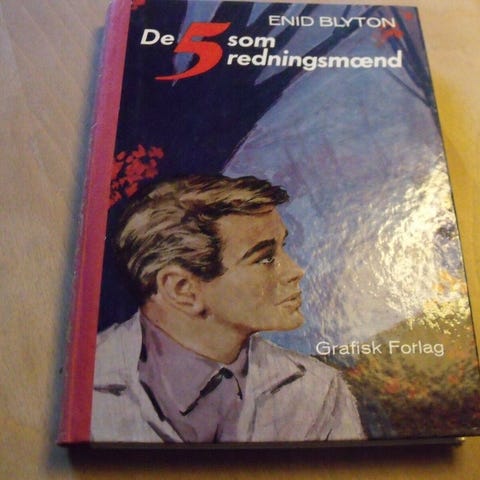 ENID BLYTON
De 5 som
redningsmænd
Grafisk Forlag